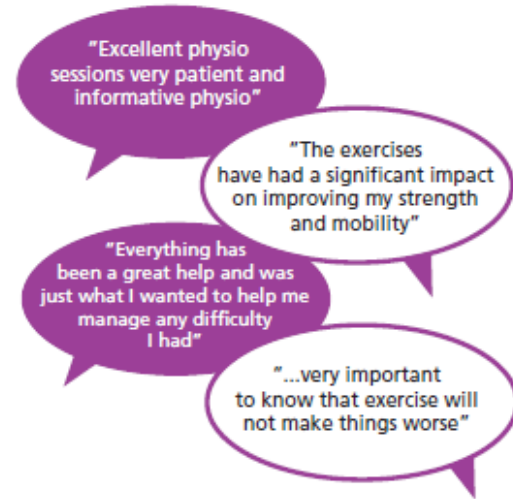 "Excellent physio
sessions very patient and
informative physio"
"The exercises
have had a significant impact
on improving my strength
and mobility"
"Everything has
been a great help and was
just what I wanted to help me
manage any difficulty
I had"
"...very important
to know that exercise will
not make things worse"